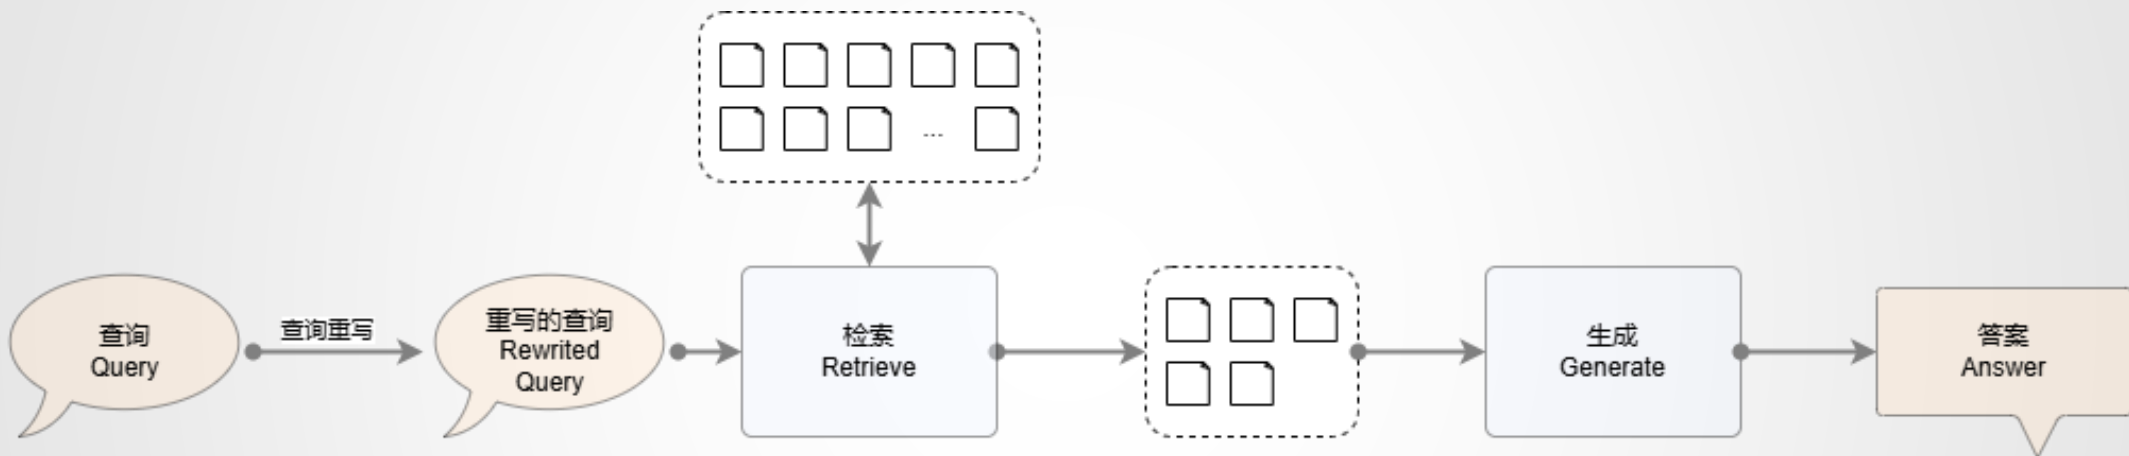 ...
查询
Query
查询重写
重写的查询
Rewrited
Query
检索
Retrieve
生成
Generate
答案
Answer